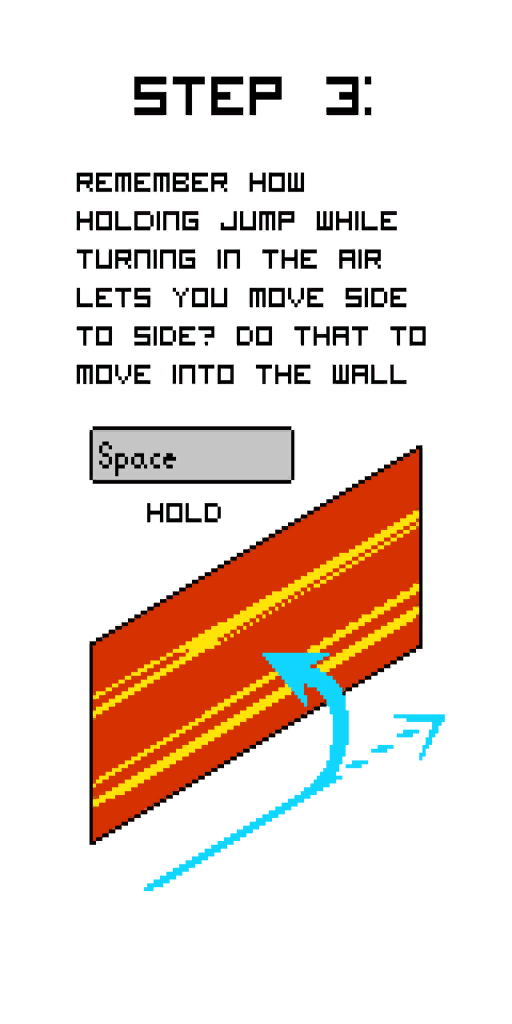 STEP 3:
REMEMBER HOW
HOLDING JUMP WHILE
TURNING IN THE AIR
LETS YOU MOVE SIDE
TO SIDE? DO THAT TO
MOVE INTO THE WALL
Space
HOLD